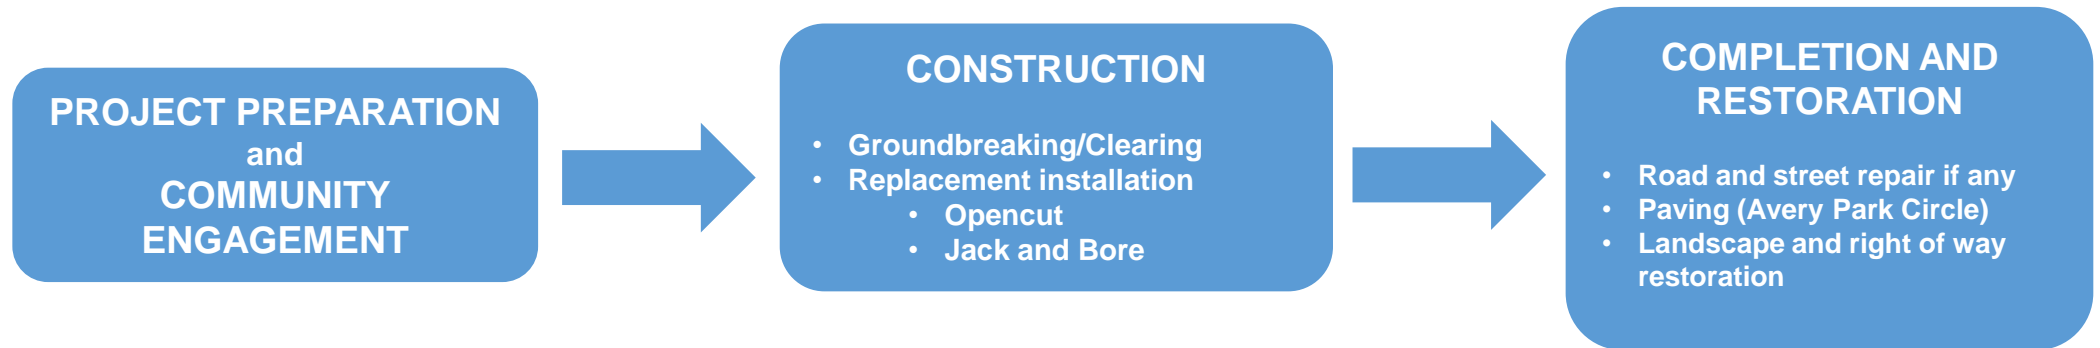 PROJECT PREPARATION
and
COMMUNITY
ENGAGEMENT
CONSTRUCTION
• Groundbreaking/Clearing
• Replacement installation
• Opencut
• Jack and Bore
COMPLETION AND
RESTORATION
• Road and street repair if any
• Paving (Avery Park Circle)
• Landscape and right of way
restoration